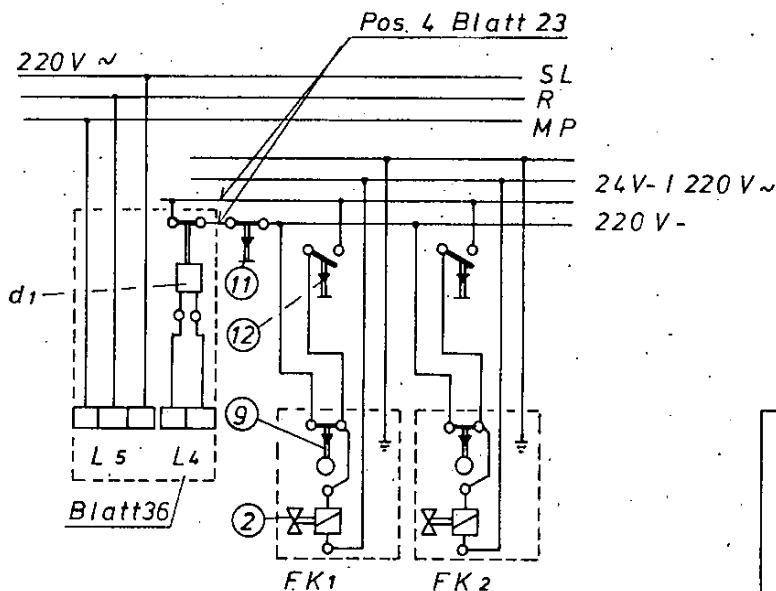 Pos. 4 Blatt 23
220V ~
SL
R
MP
24V- / 220V~
220V-
d1
11
12
9
L5
L4
Blatt36
2
FK1
FK2